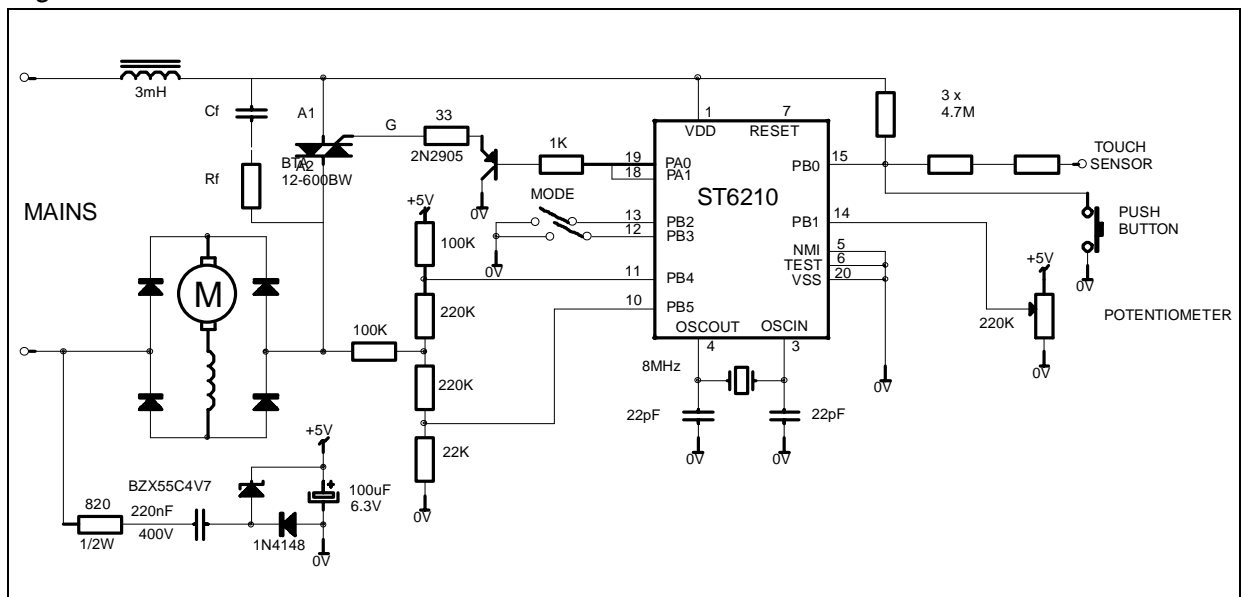 3mH
Cf
A1
G
33
2N2905
1K
1
VDD
7
RESET
3 x
4.7M
Rf
BTA
A2
12-600BW
0V
19
18
PA0
PA1
PB0
15
TOUCH
SENSOR
ST6210
MAINS
+5V
MODE
13
12
PB2
PB3
PB1
14
PUSH
BUTTON
100K
0V
NMI
5
TEST
6
VSS
20
+5V
0V
11
PB4
M
220K
10
PB5
220K
POTENTIOMETER
100K
OSCOUT
OSCIN
4
3
8MHz
0V
0V
220K
22pF
22pF
+5V
0V
0V
22K
BZX55C4V7
820
220nF
100uF
6.3V
1/2W
400V
1N4148
0V
0V